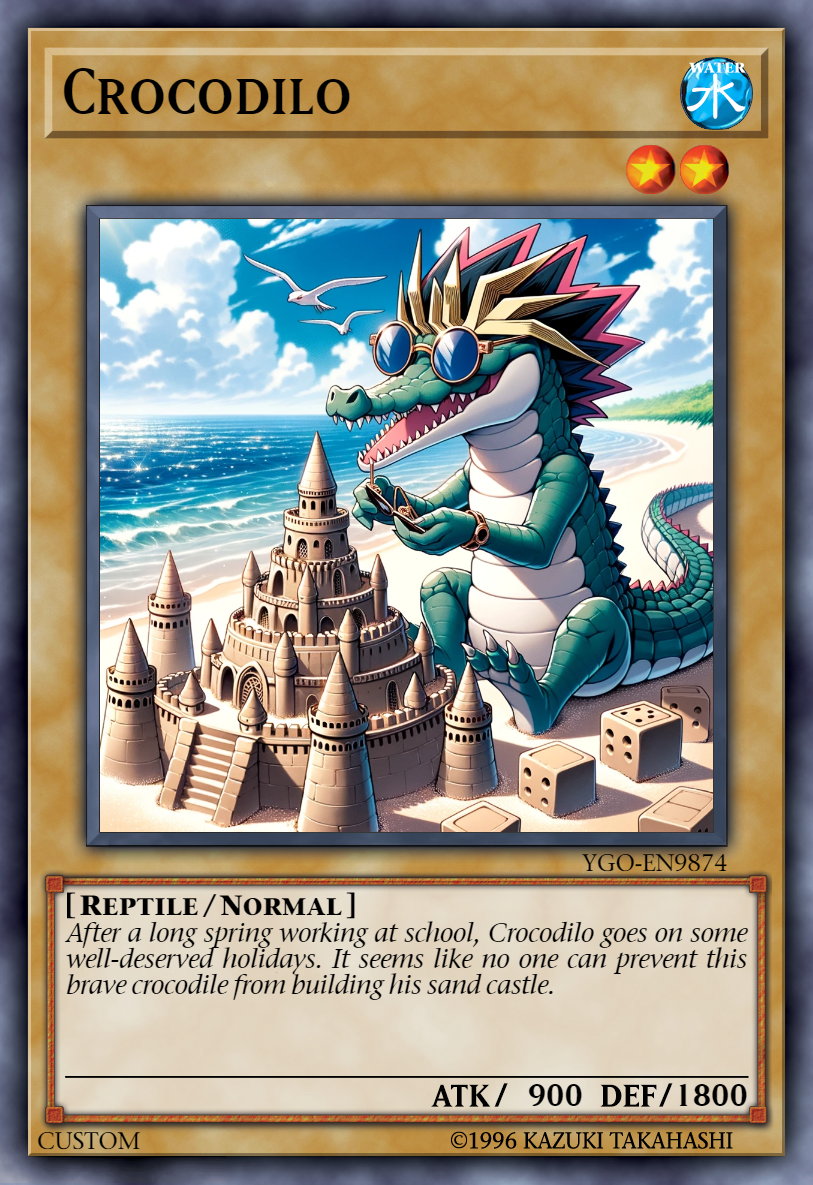 Crocodilo
WATER
水
YGO-EN9874
[ Reptile / Normal ]
After a long spring working at school, Crocodilo goes on some
well-deserved holidays. It seems like no one can prevent this
brave crocodile from building his sand castle.
ATK/ 900 DEF/1800
CUSTOM
©1996 KAZUKI TAKAHASHI